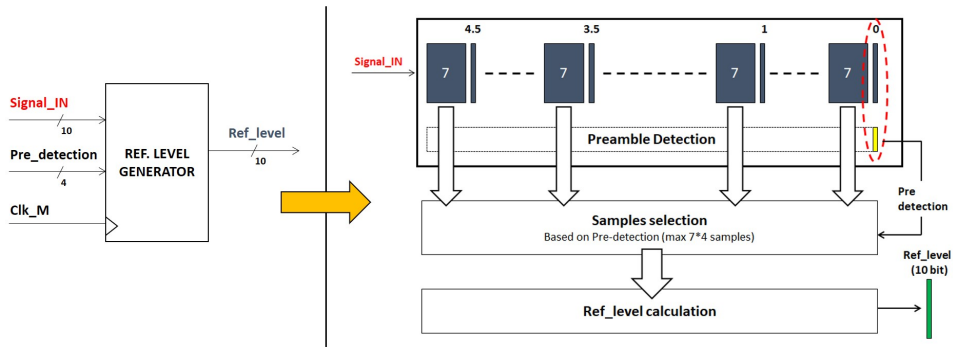 Signal_IN
10
Pre_detection
4
Clk_M
REF. LEVEL
GENERATOR
Ref_level
10
4.5
3.5
1
0
Signal_IN
7
7
7
7
Preamble Detection
Pre
detection
Samples selection
Based on Pre-detection (max 7*4 samples)
Ref_level
(10 bit)
Ref_level calculation